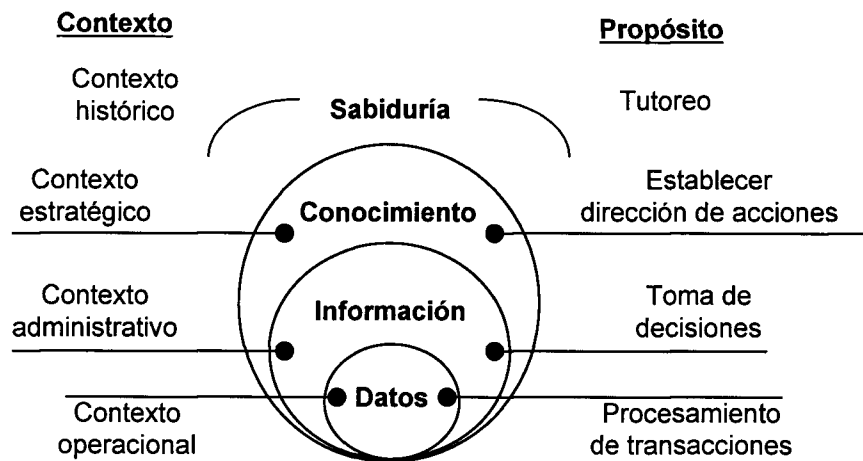 Contexto
Propósito
Contexto
histórico
Sabiduría
Tutoreo
Contexto
estratégico
Conocimiento
Establecer
dirección de acciones
Contexto
administrativo
Información
Toma de
decisiones
Datos
Contexto
operacional
Procesamiento
de transacciones